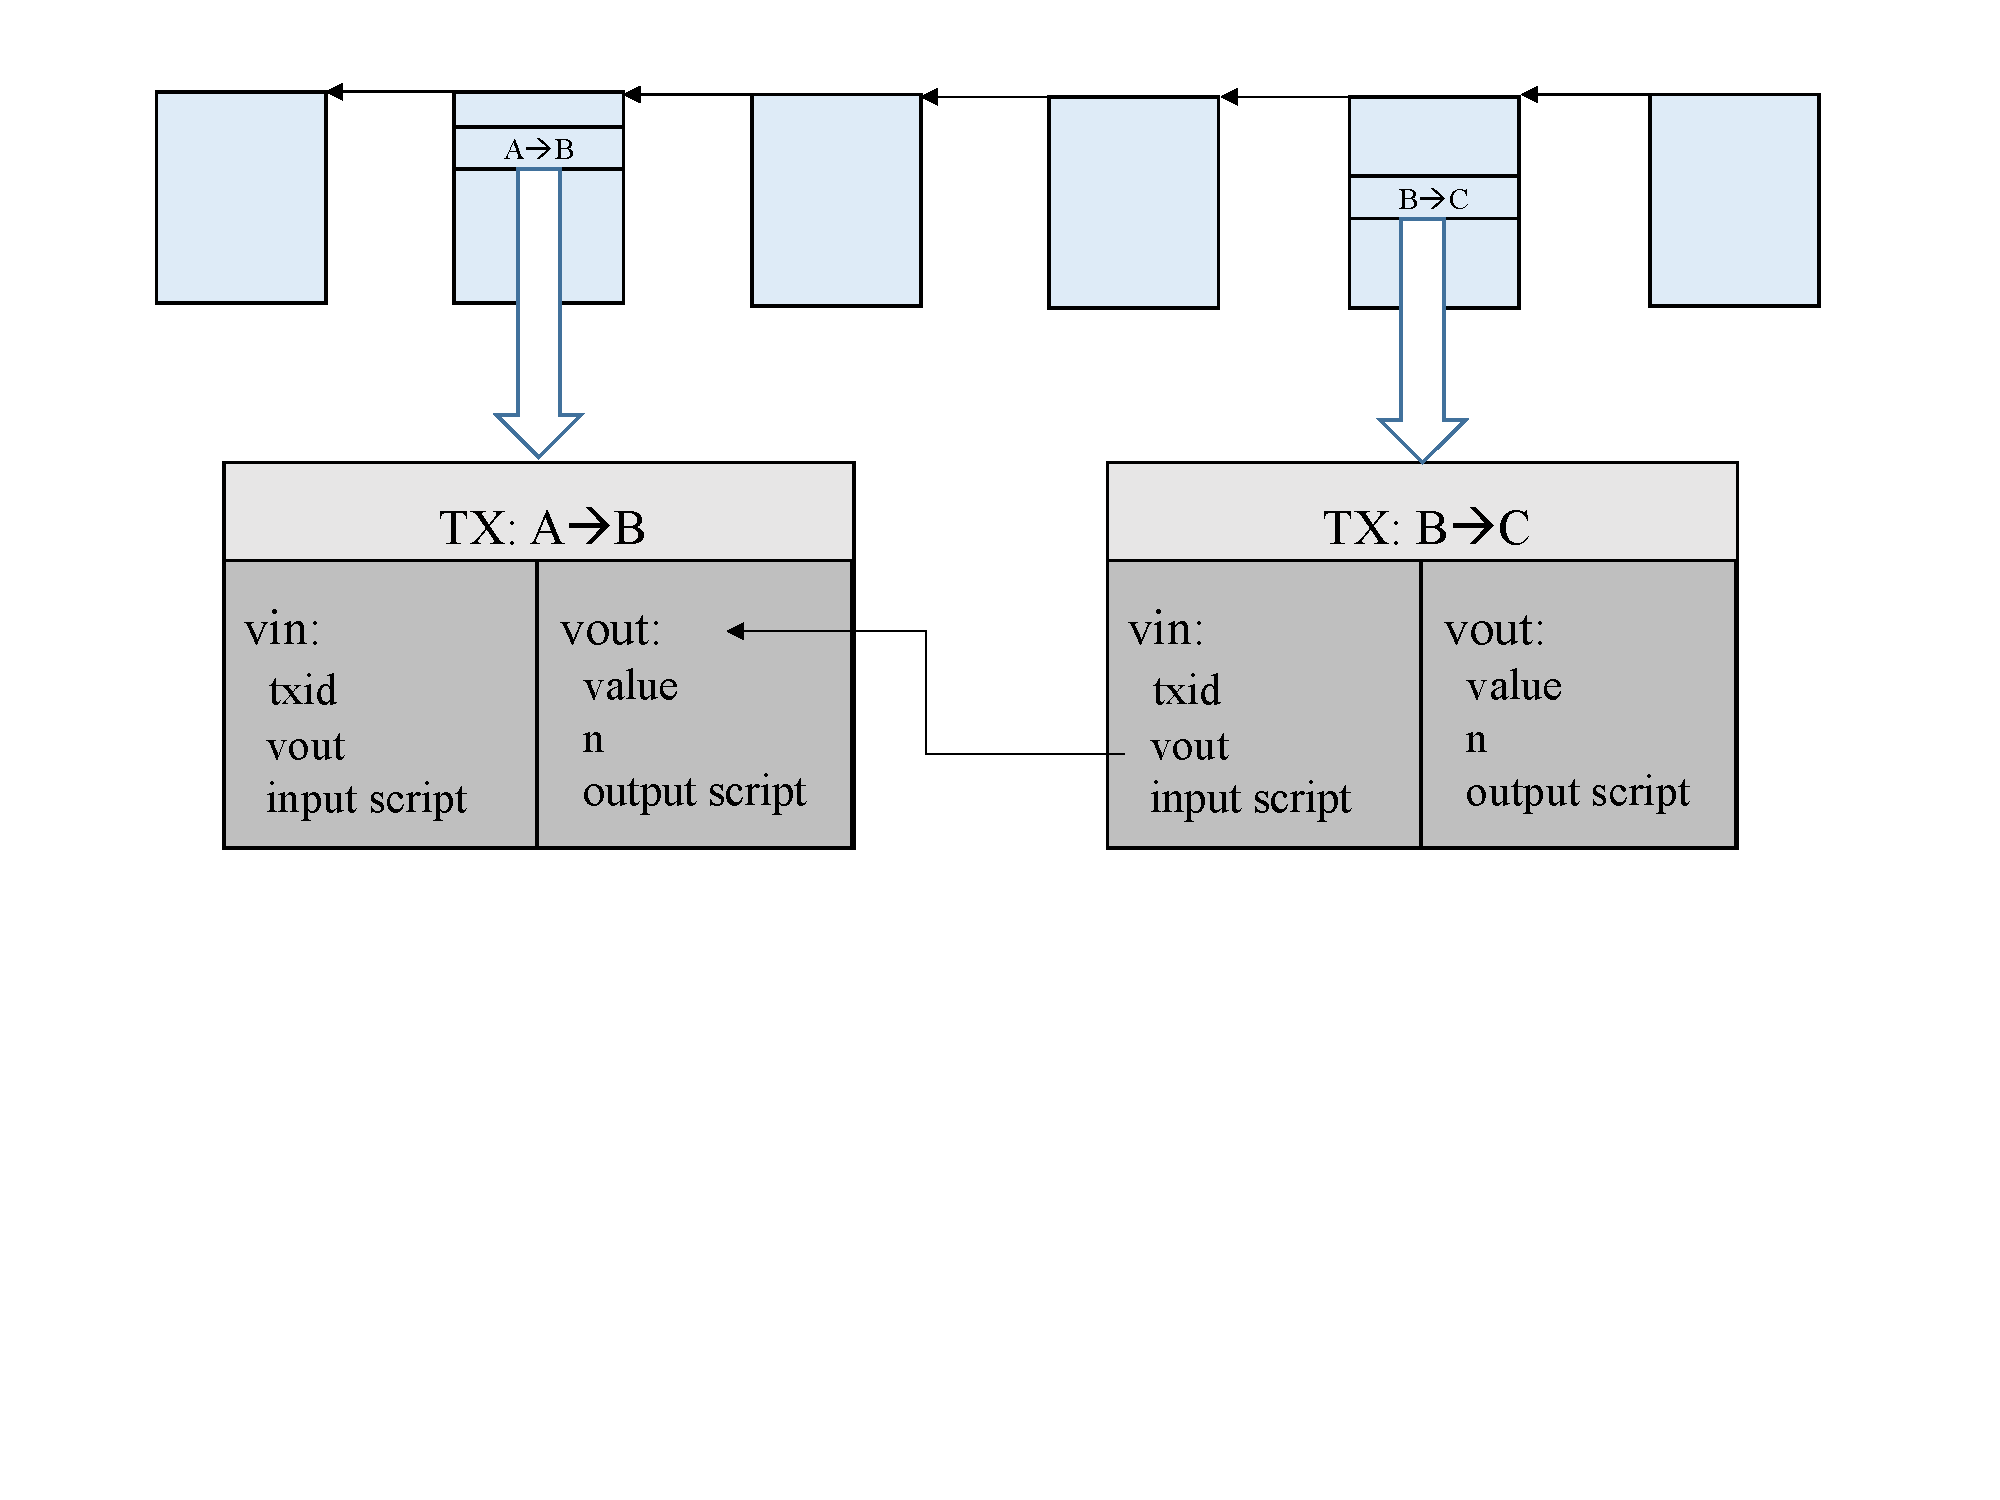 A→B
B→C
TX: A→B
vin:
txid
vout
input script
vout:
value
n
output script
TX: B→C
vin:
txid
vout
input script
vout:
value
n
output script